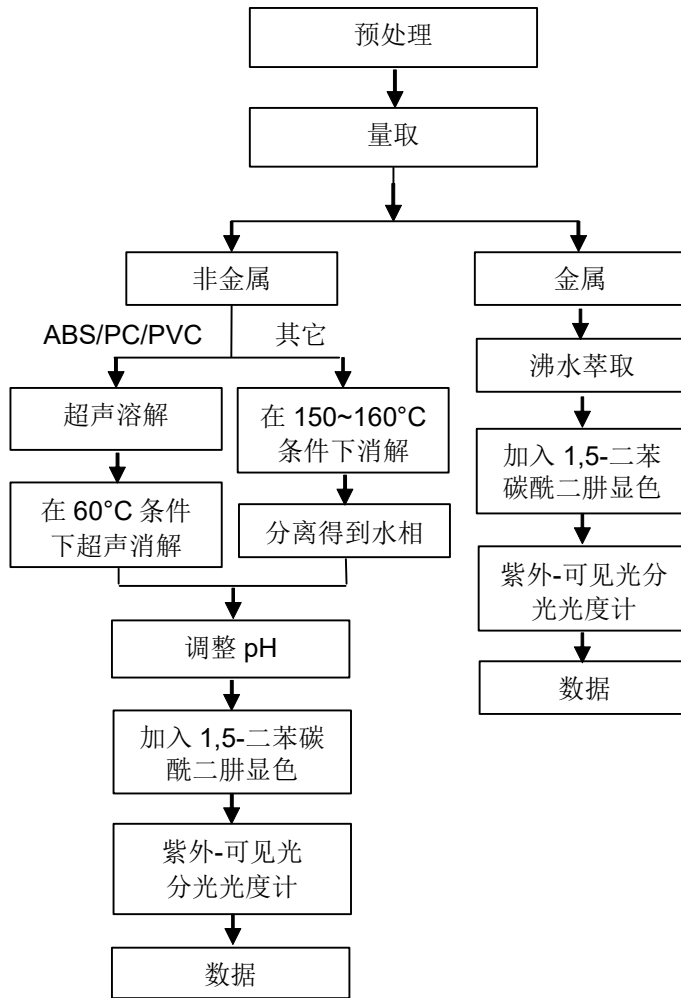 预处理
量取
非金属
金属
ABS/PC/PVC
其它
沸水萃取
超声溶解
在 150~160°C
条件下消解
加入 1,5-二苯
碳酰二肼显色
在 60°C 条件
下超声消解
分离得到水相
紫外-可见光分
光光度计
调整 pH
数据
加入 1,5-二苯碳
酰二肼显色
紫外-可见光
分光光度计
数据